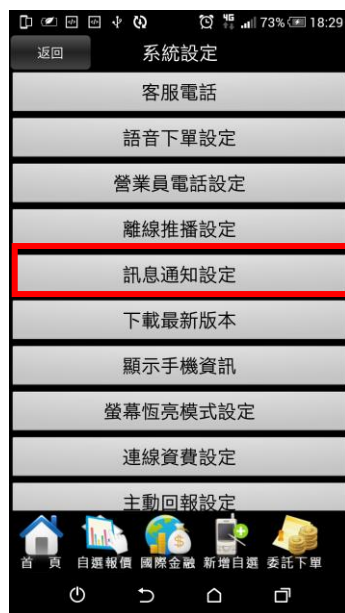 4G 73% 18:29
返回 系統設定
客服電話
語音下單設定
營業員電話設定
離線推播設定
訊息通知設定
下載最新版本
顯示手機資訊
螢幕恆亮模式設定
連線資費設定
主動回報設定
首 頁 自選報價 國際金融 新增自選 委託下單